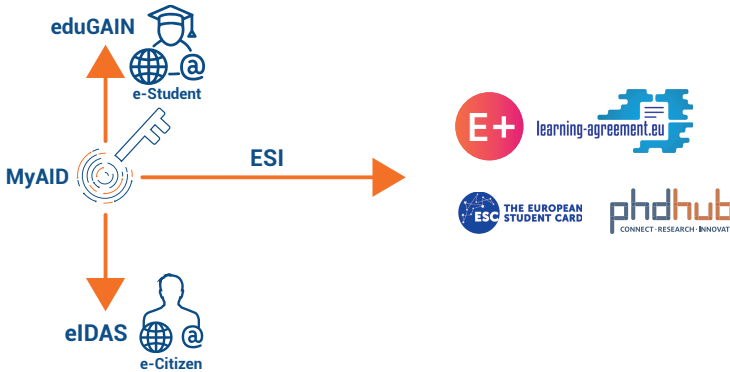 eduGAIN
@
e-Student
MyAID
ESI
E+
learning-agreement.eu
ESC
THE EUROPEAN
STUDENT CARD
phdhub
CONNECT · RESEARCH · INNOVAT
eIDAS
@
e-Citizen